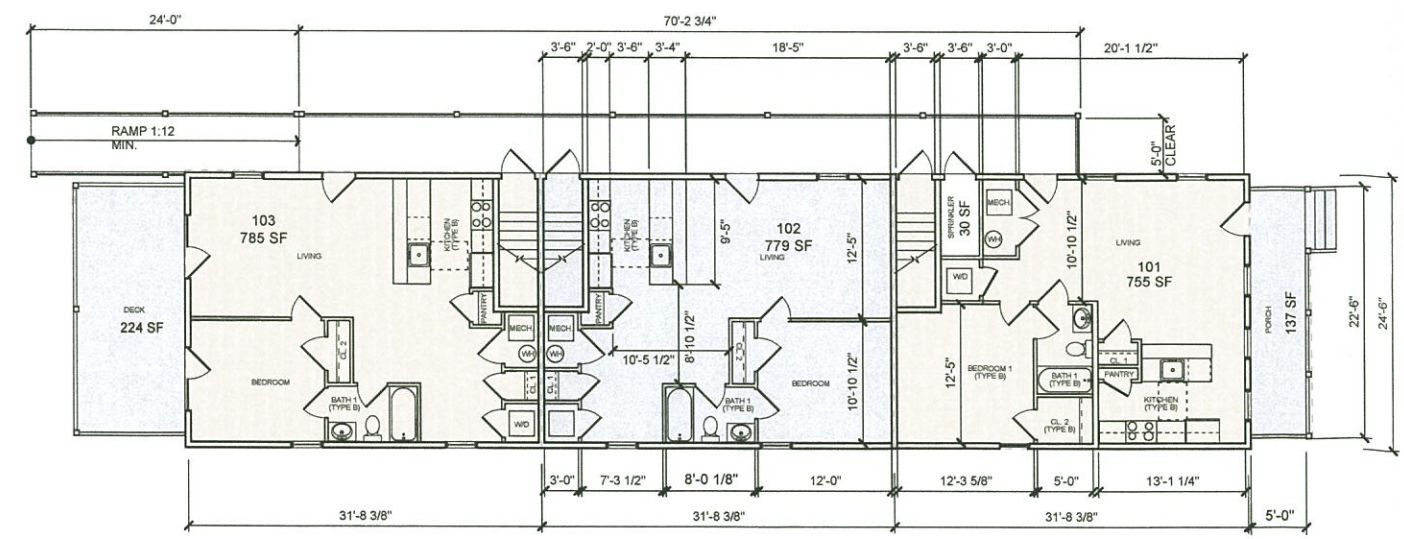 24'-0"
70'-2 3/4"
3'-6"
2'-0"
3'-6"
3'-4"
18'-5"
3'-6"
3'-6"
3'-0"
20'-1 1/2"
RAMP 1:12
MIN.
5'-0"
CLEAR
103
785 SF
LIVING
KITCHEN
(TYPE B)
KITCHEN
(TYPE B)
9'-5"
102
779 SF
LIVING
12'-5"
SPRINKLER
30 SF
MECH.
WH
10'-10 1/2"
LIVING
101
755 SF
W/D
DECK
224 SF
PORCH
137 SF
22'-6"
24'-6"
PANTRY
MECH.
WH
MECH.
WH
PANTRY
8'-10 1/2"
10'-5 1/2"
CL. 2
CL. 2
BEDROOM
BEDROOM
10'-10 1/2"
12'-5"
BEDROOM 1
(TYPE B)
BATH 1
(TYPE B)
CL. 1
PANTRY
KITCHEN
(TYPE B)
CL. 2
(TYPE B)
BATH 1
(TYPE B)
CL
CL
W/D
BATH 1
(TYPE B)
3'-0"
7'-3 1/2"
8'-0 1/8"
12'-0"
12'-3 5/8"
5'-0"
13'-1 1/4"
31'-8 3/8"
31'-8 3/8"
31'-8 3/8"
5'-0"